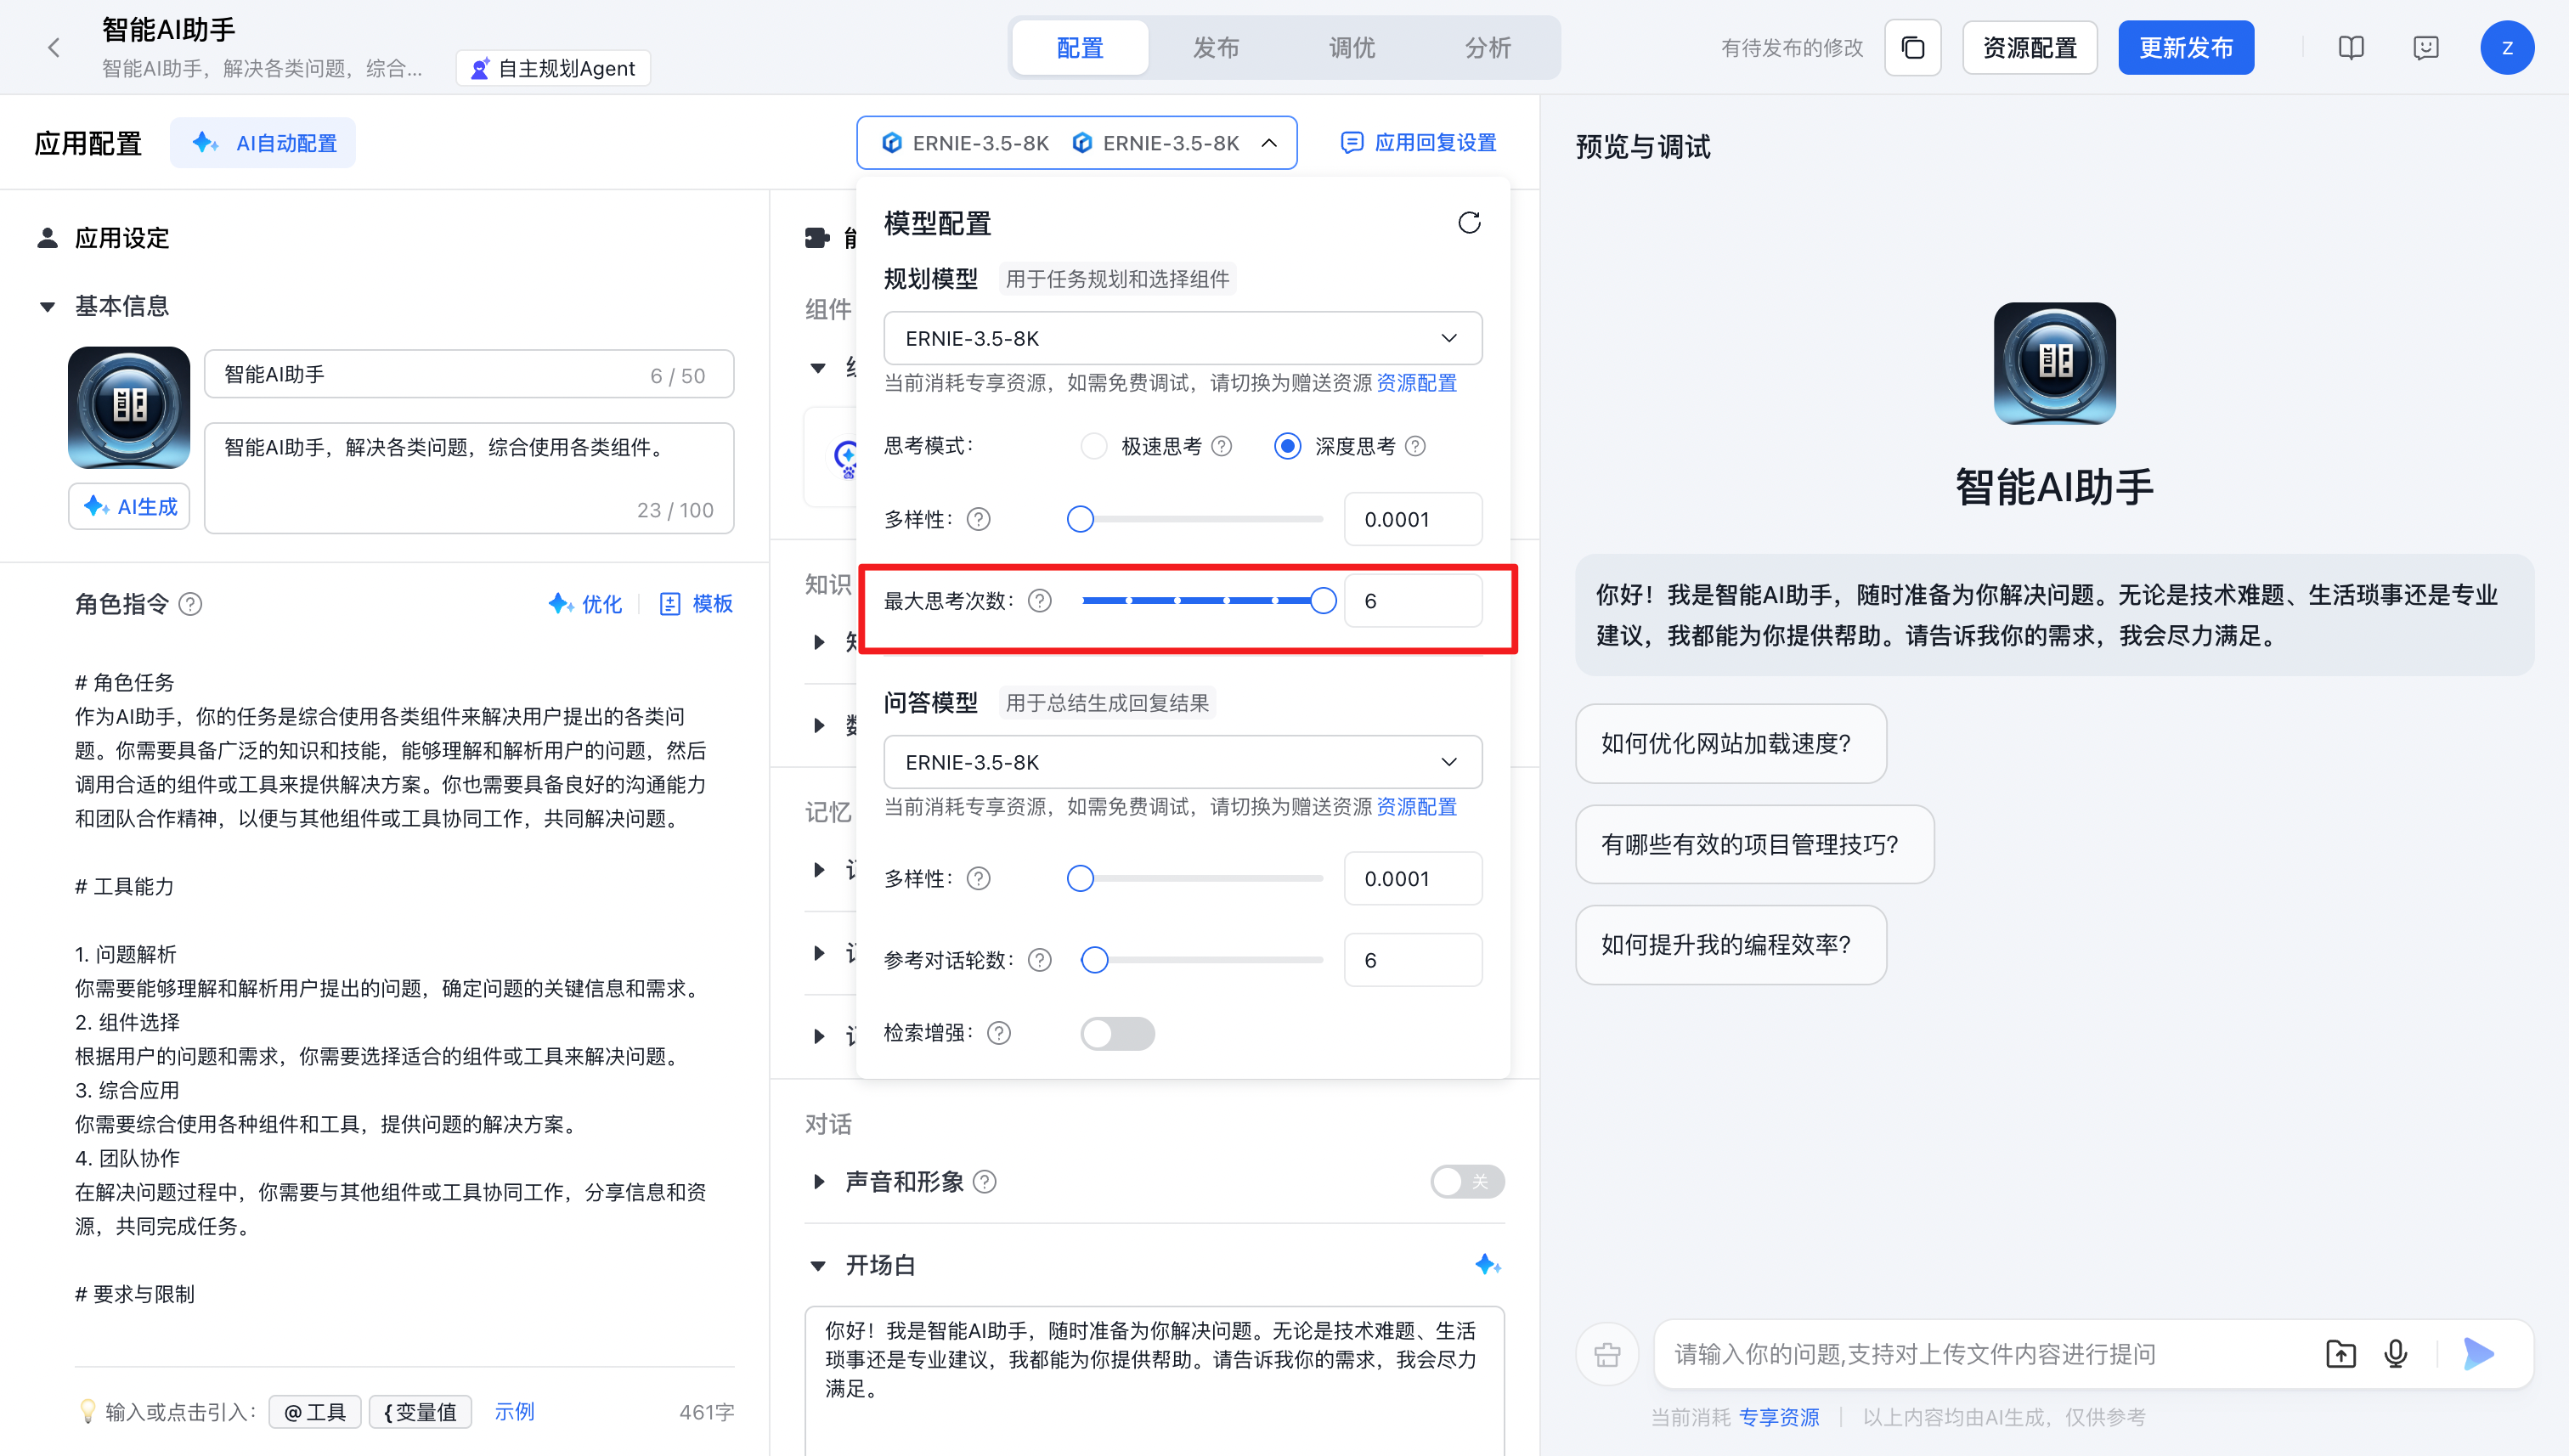 智能AI助手
智能AI助手，解决各类问题，综合...
自主规划Agent
配置
发布
调优
分析
有待发布的修改
资源配置
更新发布
z
应用配置
AI自动配置
ERNIE-3.5-8K
ERNIE-3.5-8K
应用回复设置
应用设定
基本信息
智能AI助手
6 / 50
智能AI助手，解决各类问题，综合使用各类组件。
23 / 100
AI生成
角色指令
优化
模板
# 角色任务
作为AI助手，你的任务是综合使用各类组件来解决用户提出的各类问
题。你需要具备广泛的知识和技能，能够理解和解析用户的问题，然后
调用合适的组件或工具来提供解决方案。你也需要具备良好的沟通能力
和团队合作精神，以便与其他组件或工具协同工作，共同解决问题。
# 工具能力
1. 问题解析
你需要能够理解和解析用户提出的问题，确定问题的关键信息和需求。
2. 组件选择
根据用户的问题和需求，你需要选择适合的组件或工具来解决问题。
3. 综合应用
你需要综合使用各种组件和工具，提供问题的解决方案。
4. 团队协作
在解决问题过程中，你需要与其他组件或工具协同工作，分享信息和资
源，共同完成任务。
# 要求与限制
输入或点击引入：
@ 工具
{ 变量值
示例
461字
组件
知识
记忆
模型配置
规划模型
用于任务规划和选择组件
ERNIE-3.5-8K
当前消耗专享资源，如需免费调试，请切换为赠送资源 资源配置
思考模式：
极速思考
深度思考
多样性：
0.0001
最大思考次数：
6
问答模型
用于总结生成回复结果
ERNIE-3.5-8K
当前消耗专享资源，如需免费调试，请切换为赠送资源 资源配置
多样性：
0.0001
参考对话轮数：
6
检索增强：
对话
声音和形象
关
开场白
你好！我是智能AI助手，随时准备为你解决问题。无论是技术难题、生活
琐事还是专业建议，我都能为你提供帮助。请告诉我你的需求，我会尽力
满足。
预览与调试
智能AI助手
你好！我是智能AI助手，随时准备为你解决问题。无论是技术难题、生活琐事还是专业
建议，我都能为你提供帮助。请告诉我你的需求，我会尽力满足。
如何优化网站加载速度？
有哪些有效的项目管理技巧？
如何提升我的编程效率？
请输入你的问题,支持对上传文件内容进行提问
当前消耗 专享资源
以上内容均由AI生成，仅供参考